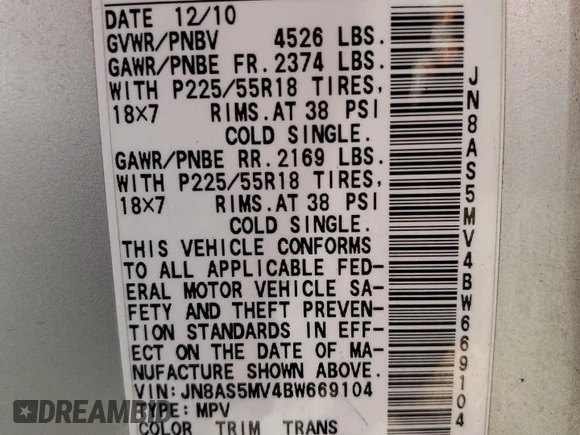 DATE 12/10
GVWR/PNBV 4526 LBS.
GAWR/PNBE FR. 2374 LBS.
WITH P225/55R18 TIRES,
18×7 RIMS.AT 38 PSI
COLD SINGLE.
GAWR/PNBE RR. 2169 LBS.
WITH P225/55R18 TIRES,
18×7 RIMS.AT 38 PSI
COLD SINGLE.
THIS VEHICLE CONFORMS
TO ALL APPLICABLE FED-
ERAL MOTOR VEHICLE SA-
FETY AND THEFT PREVEN-
TION STANDARDS IN EFF-
ECT ON THE DATE OF MA-
NUFACTURE SHOWN ABOVE.
VIN:JN8AS5MV4BW669104
TYPE: MPV
COLOR TRIM TRANS
JN8AS5MV4BW669104